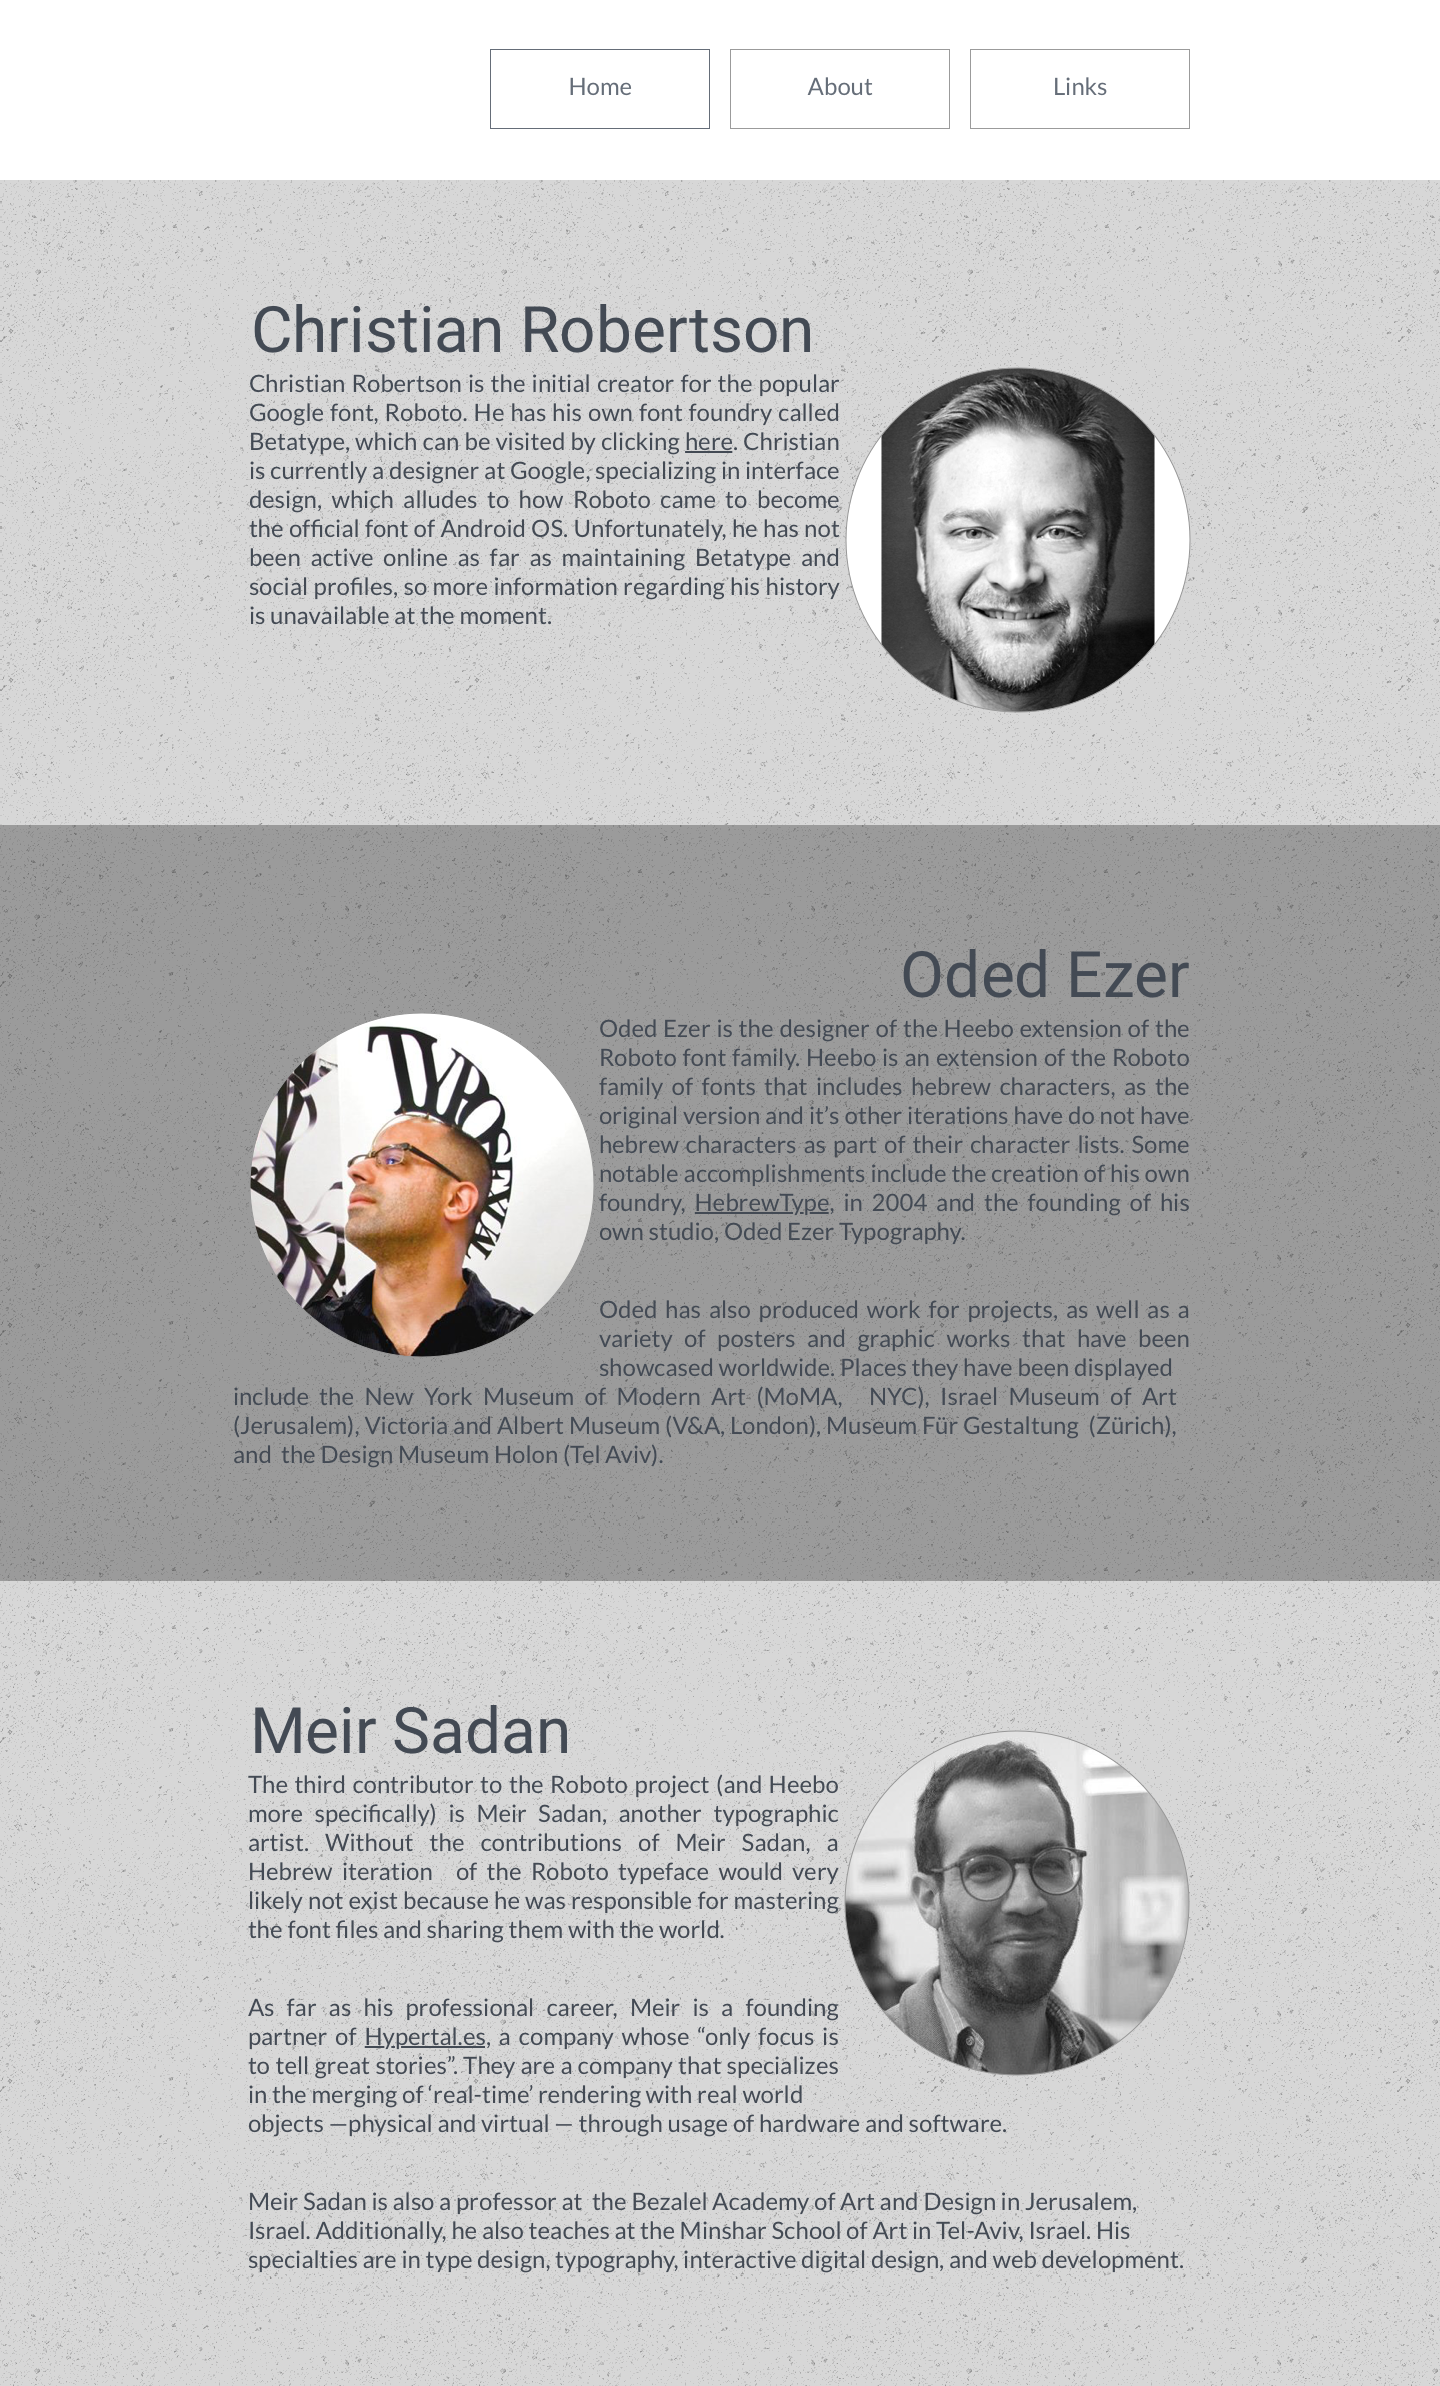 Home
About
Links
Christian Robertson
Christian Robertson is the initial creator for the popular
Google font, Roboto. He has his own font foundry called
Betatype, which can be visited by clicking here. Christian
is currently a designer at Google, specializing in interface
design, which alludes to how Roboto came to become
the official font of Android OS. Unfortunately, he has not
been active online as far as maintaining Betatype and
social profiles, so more information regarding his history
is unavailable at the moment.
Oded Ezer
TYPOSEXUAL
Oded Ezer is the designer of the Heebo extension of the
Roboto font family. Heebo is an extension of the Roboto
family of fonts that includes hebrew characters, as the
original version and it’s other iterations have do not have
hebrew characters as part of their character lists. Some
notable accomplishments include the creation of his own
foundry, HebrewType, in 2004 and the founding of his
own studio, Oded Ezer Typography.
Oded has also produced work for projects, as well as a
variety of posters and graphic works that have been
showcased worldwide. Places they have been displayed
include the New York Museum of Modern Art (MoMA, NYC), Israel Museum of Art
(Jerusalem), Victoria and Albert Museum (V&A, London), Museum Für Gestaltung (Zürich),
and the Design Museum Holon (Tel Aviv).
Meir Sadan
The third contributor to the Roboto project (and Heebo
more specifically) is Meir Sadan, another typographic
artist. Without the contributions of Meir Sadan, a
Hebrew iteration of the Roboto typeface would very
likely not exist because he was responsible for mastering
the font files and sharing them with the world.
As far as his professional career, Meir is a founding
partner of Hypertal.es, a company whose “only focus is
to tell great stories”. They are a company that specializes
in the merging of ‘real-time’ rendering with real world
objects —physical and virtual — through usage of hardware and software.
Meir Sadan is also a professor at the Bezalel Academy of Art and Design in Jerusalem,
Israel. Additionally, he also teaches at the Minshar School of Art in Tel-Aviv, Israel. His
specialties are in type design, typography, interactive digital design, and web development.